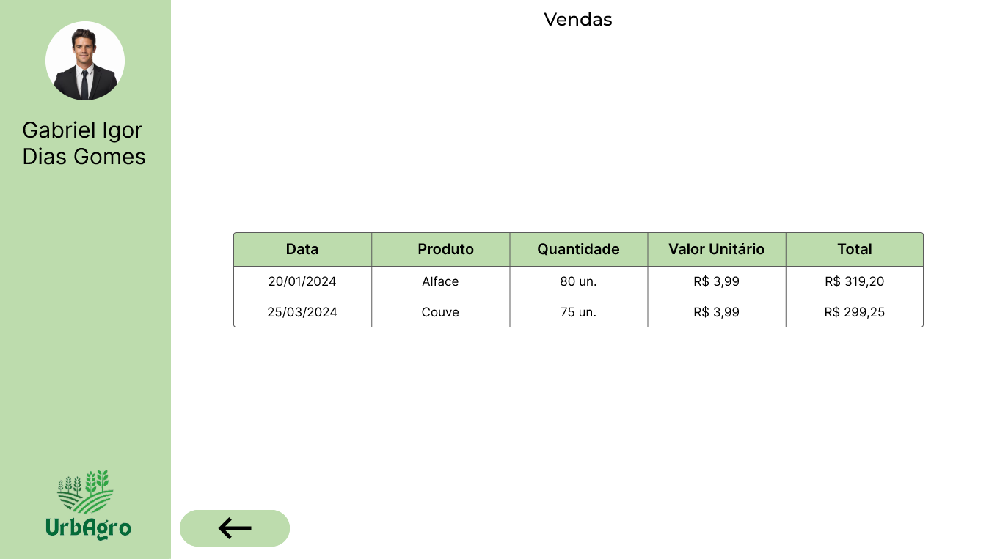 Vendas
Gabriel Igor
Dias Gomes
Data Produto Quantidade Valor Unitário Total
20/01/2024 Alface 80 un. R$ 3,99 R$ 319,20
25/03/2024 Couve 75 un. R$ 3,99 R$ 299,25
UrbAgro